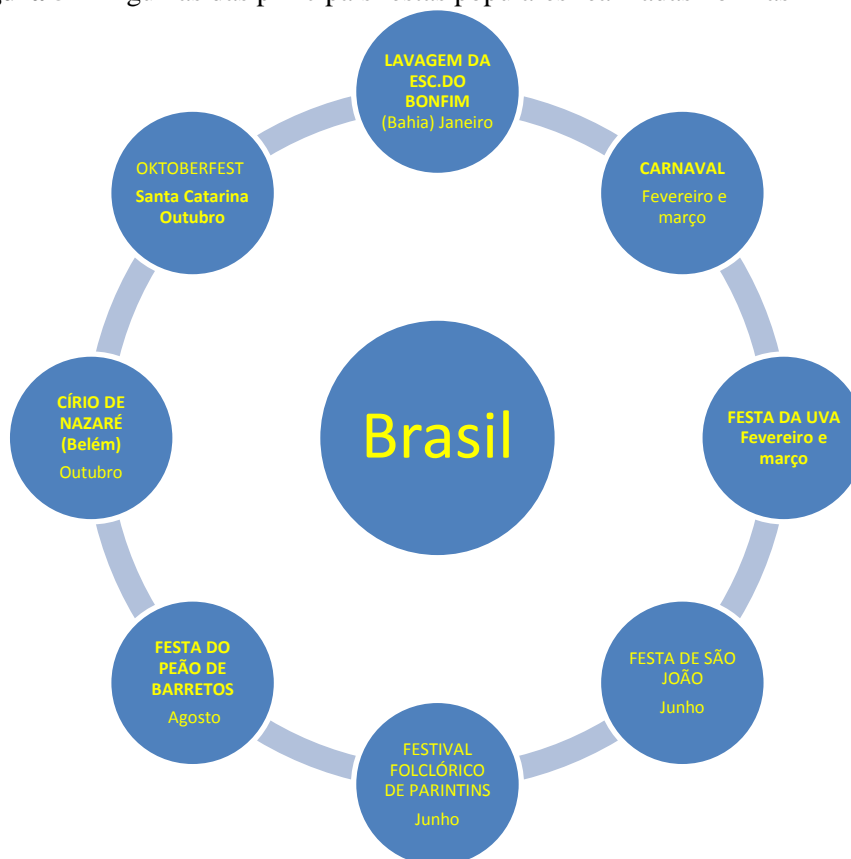 LAVAGEM DA
ESC.DO
BONFIM
(Bahia) Janeiro
CARNAVAL
Fevereiro e
março
FESTA DA UVA
Fevereiro e
março
FESTA DE SÃO
JOÃO
Junho
FESTIVAL
FOLCLÓRICO
DE PARINTINS
Junho
FESTA DO
PEÃO DE
BARRETOS
Agosto
CÍRIO DE
NAZARÉ
(Belém)
Outubro
OKTOBERFEST
Santa Catarina
Outubro
Brasil